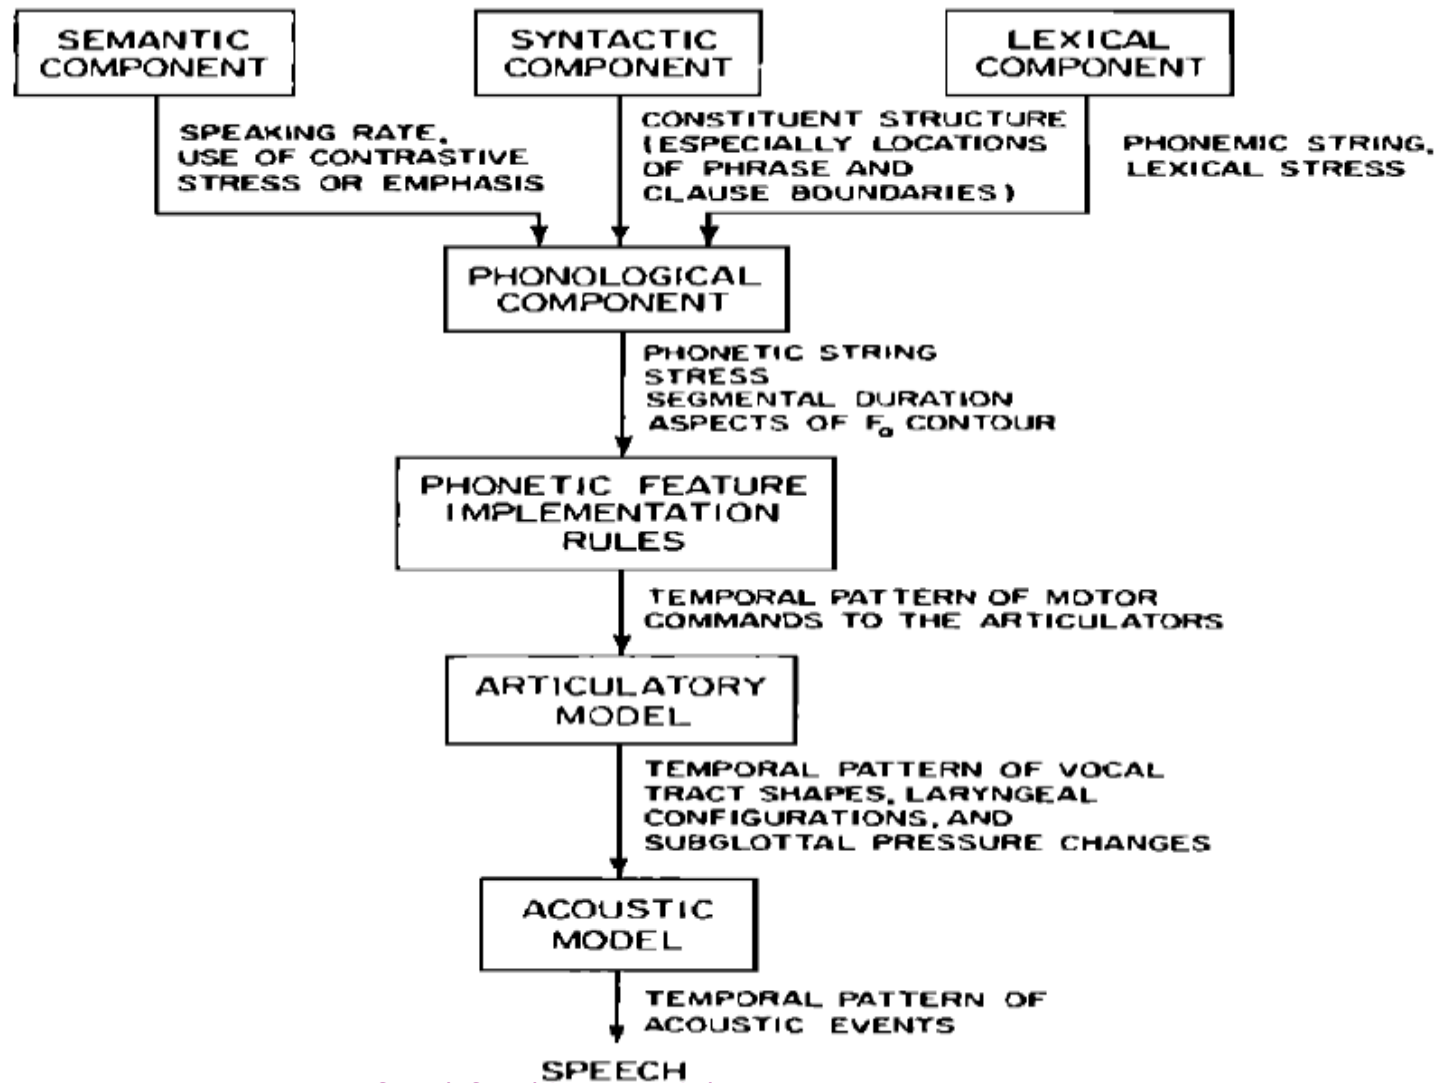 SEMANTIC
COMPONENT
SYNTACTIC
COMPONENT
LEXICAL
COMPONENT
SPEAKING RATE,
USE OF CONTRASTIVE
STRESS OR EMPHASIS
CONSTITUENT STRUCTURE
(ESPECIALLY LOCATIONS
OF PHRASE AND
CLAUSE BOUNDARIES)
PHONEMIC STRING,
LEXICAL STRESS
PHONOLOGICAL
COMPONENT
PHONETIC STRING
STRESS
SEGMENTAL DURATION
ASPECTS OF Fo CONTOUR
PHONETIC FEATURE
IMPLEMENTATION
RULES
TEMPORAL PATTERN OF MOTOR
COMMANDS TO THE ARTICULATORS
ARTICULATORY
MODEL
TEMPORAL PATTERN OF VOCAL
TRACT SHAPES, LARYNGEAL
CONFIGURATIONS, AND
SUBGLOTTAL PRESSURE CHANGES
ACOUSTIC
MODEL
TEMPORAL PATTERN OF
ACOUSTIC EVENTS
SPEECH